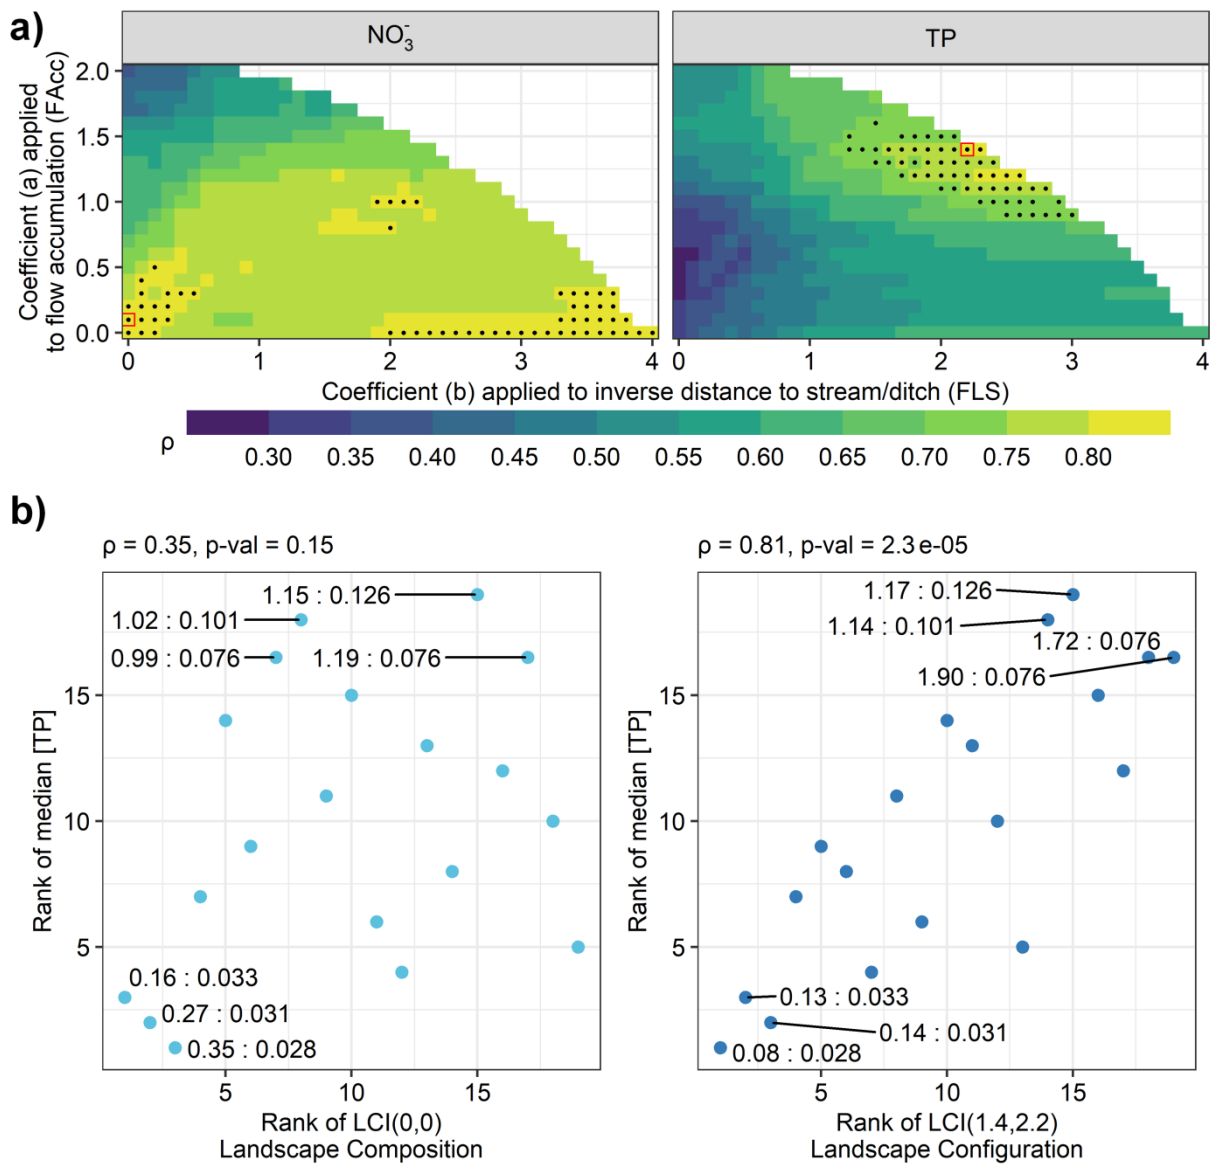 a)
NO₃⁻
TP
Coefficient (a) applied
to flow accumulation (FAcc)
2.0
1.5
1.0
0.5
0.0
0 1 2 3 4
0 1 2 3 4
Coefficient (b) applied to inverse distance to stream/ditch (FLS)
ρ
0.30 0.35 0.40 0.45 0.50 0.55 0.60 0.65 0.70 0.75 0.80
b)
ρ = 0.35, p-val = 0.15
Rank of median [TP]
15
10
5
1.15 : 0.126
1.02 : 0.101
0.99 : 0.076
1.19 : 0.076
0.16 : 0.033
0.27 : 0.031
0.35 : 0.028
5 10 15
Rank of LCI(0,0)
Landscape Composition
ρ = 0.81, p-val = 2.3 e-05
Rank of median [TP]
15
10
5
1.17 : 0.126
1.14 : 0.101
1.72 : 0.076
1.90 : 0.076
0.13 : 0.033
0.14 : 0.031
0.08 : 0.028
5 10 15
Rank of LCI(1.4,2.2)
Landscape Configuration